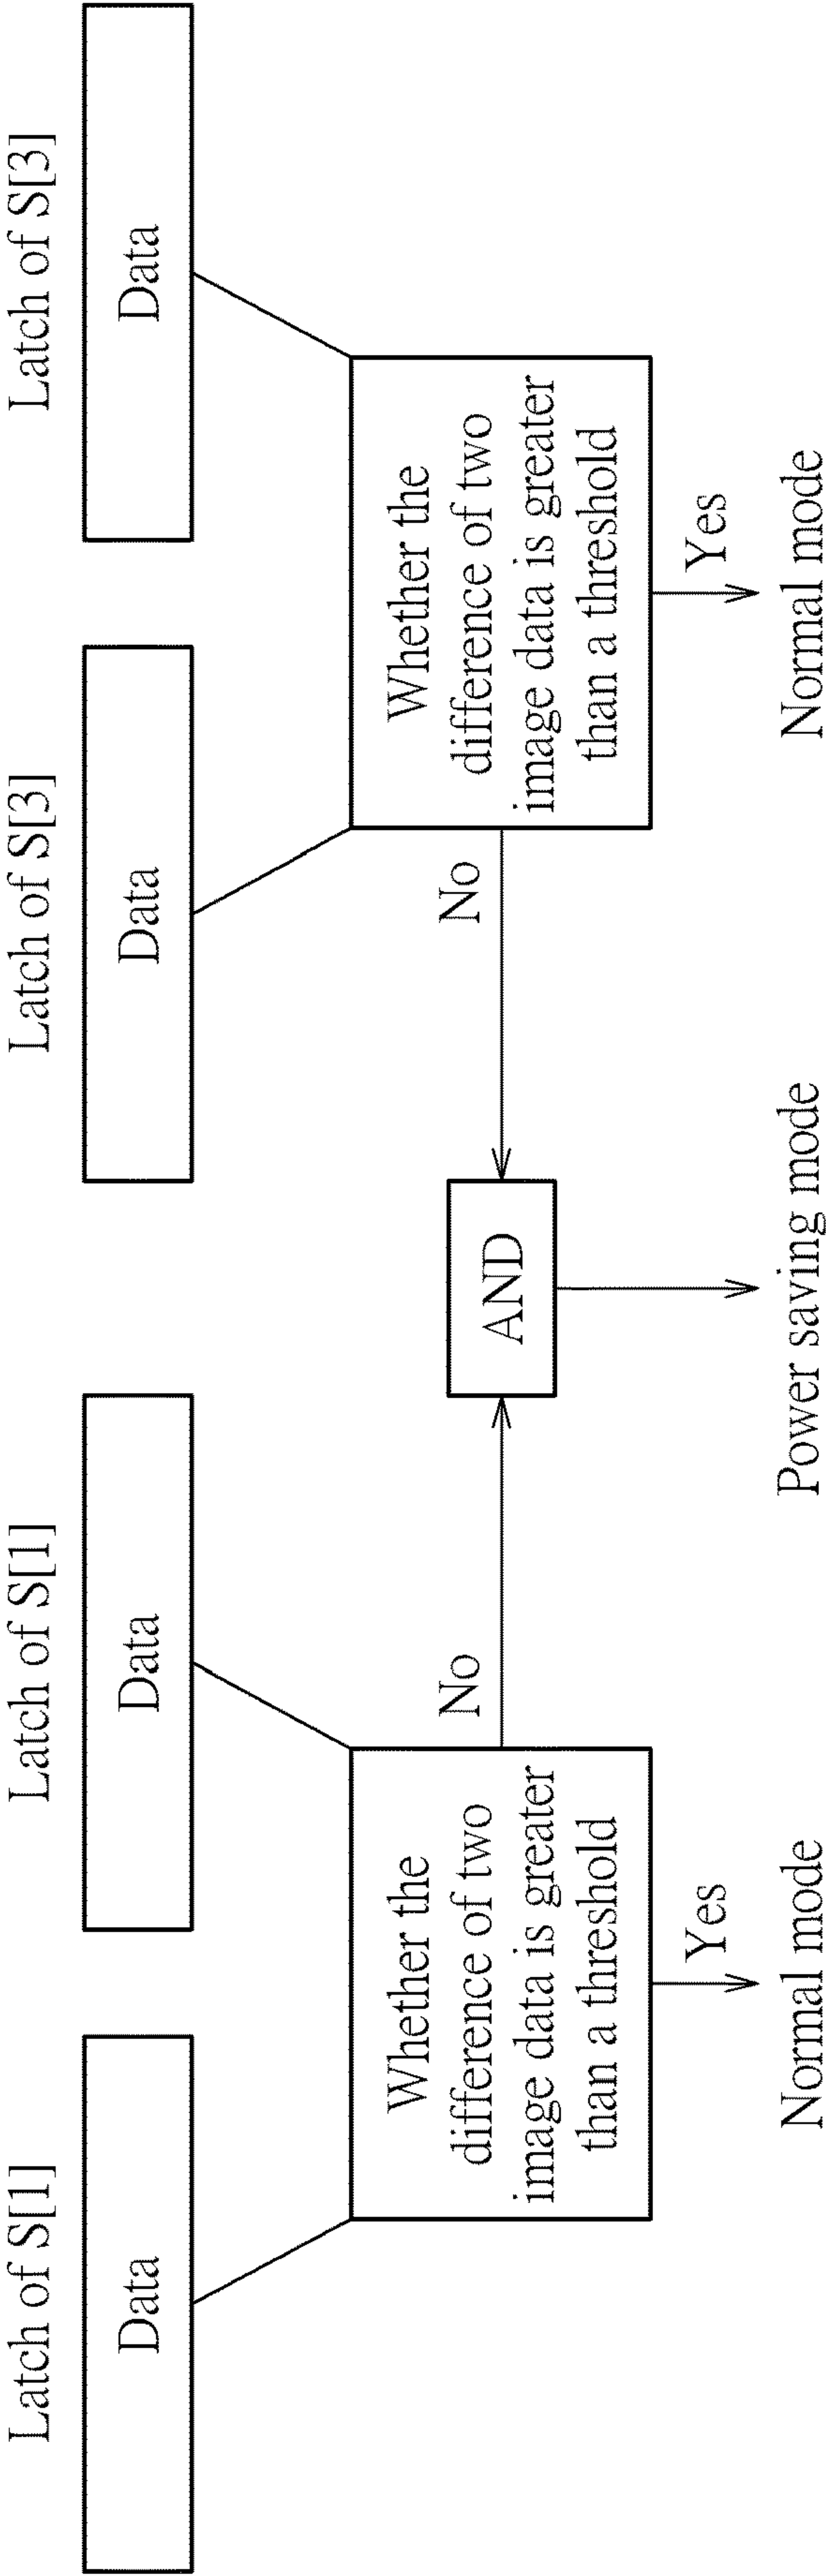 Latch of S[1]
Latch of S[1]
Latch of S[3]
Latch of S[3]
Data
Data
Data
Data
Whether the
difference of two
image data is greater
than a threshold
No
AND
No
Whether the
difference of two
image data is greater
than a threshold
Yes
Yes
Normal mode
Power saving mode
Normal mode